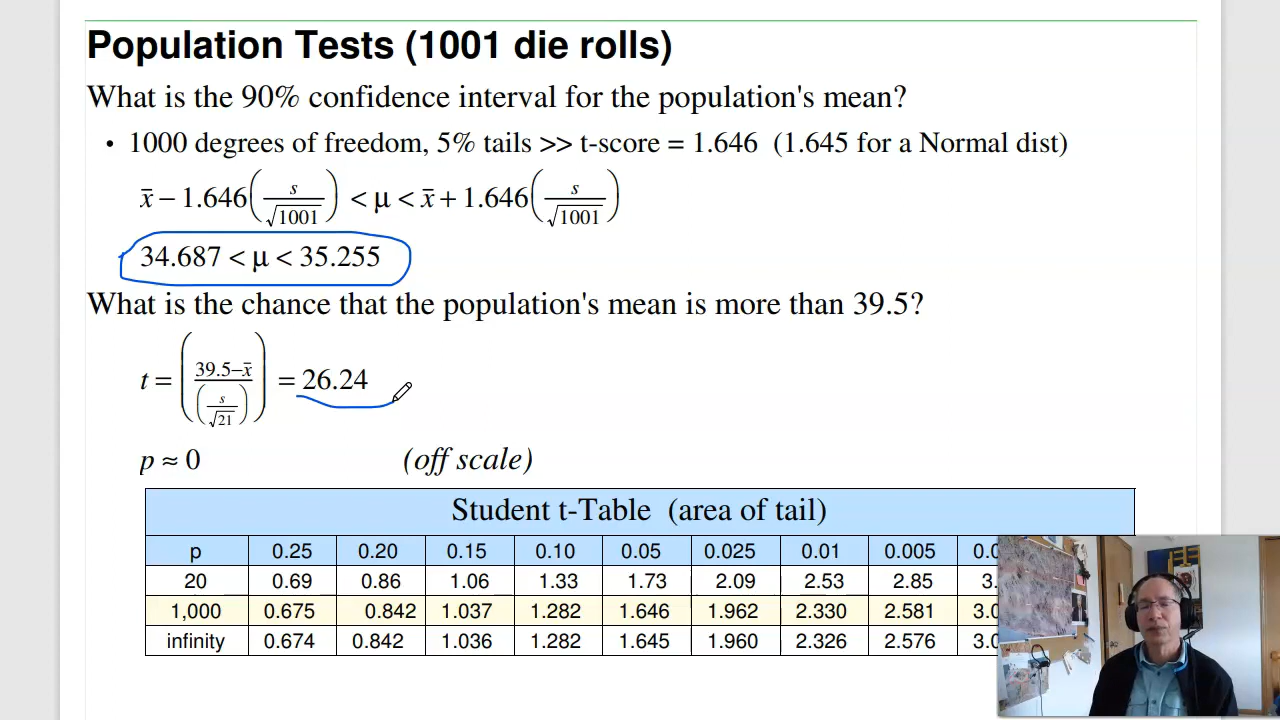 Population Tests (1001 die rolls)
What is the 90% confidence interval for the population's mean?
• 1000 degrees of freedom, 5% tails >> t-score = 1.646 (1.645 for a Normal dist)
x̄ − 1.646(s/√1001) < μ < x̄ + 1.646(s/√1001)
34.687 < μ < 35.255
What is the chance that the population's mean is more than 39.5?
t = ((39.5−x̄)/(s/√21)) = 26.24
p ≈ 0 (off scale)
Student t-Table (area of tail)
p 0.25 0.20 0.15 0.10 0.05 0.025 0.01 0.005
20 0.69 0.86 1.06 1.33 1.73 2.09 2.53 2.85
1,000 0.675 0.842 1.037 1.282 1.646 1.962 2.330 2.581
infinity 0.674 0.842 1.036 1.282 1.645 1.960 2.326 2.576